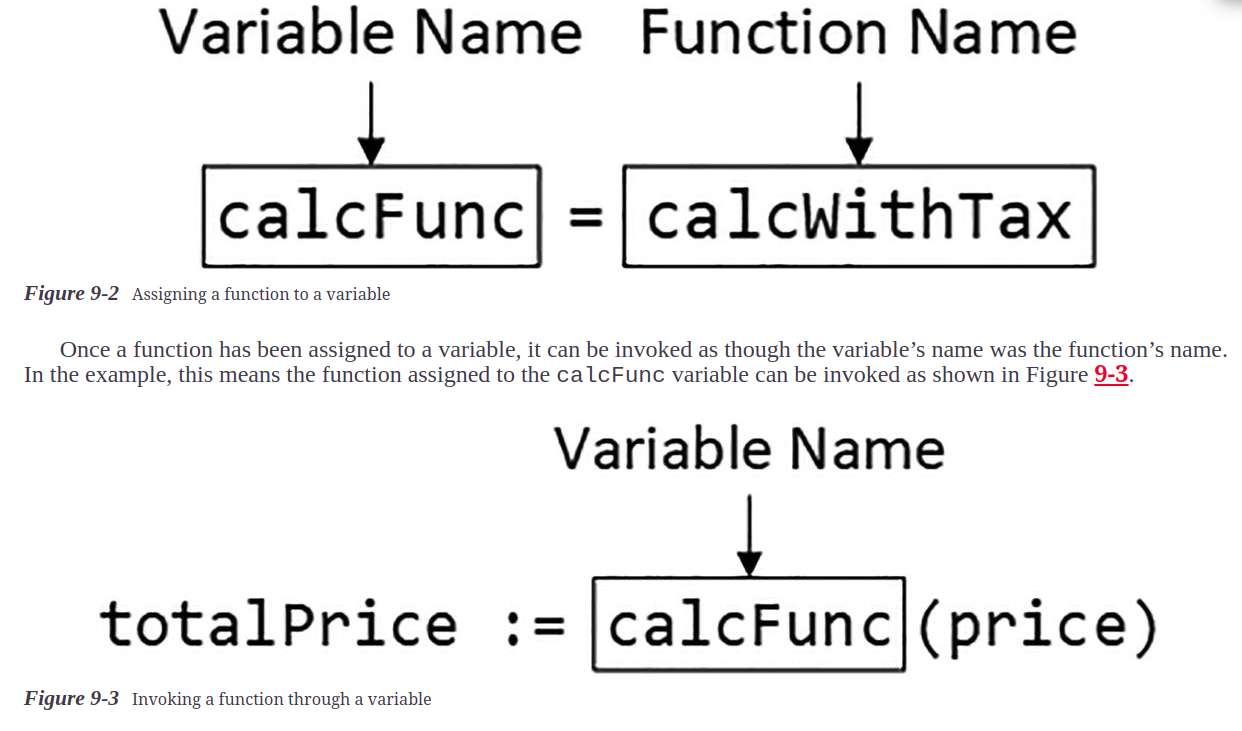 Variable Name Function Name
calcFunc = calcWithTax
Figure 9-2 Assigning a function to a variable
Once a function has been assigned to a variable, it can be invoked as though the variable’s name was the function’s name.
In the example, this means the function assigned to the calcFunc variable can be invoked as shown in Figure 9-3.
Variable Name
totalPrice := calcFunc(price)
Figure 9-3 Invoking a function through a variable